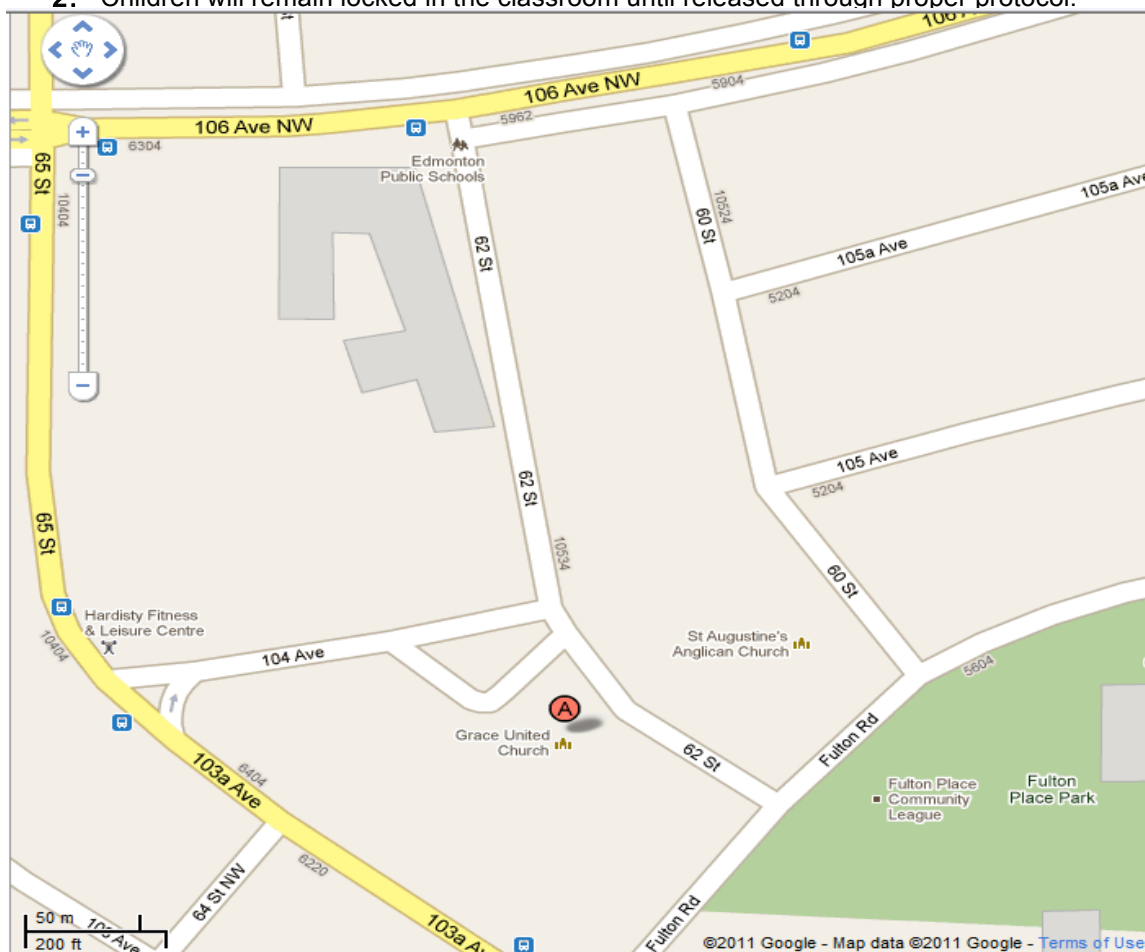 2. Children will remain locked in the classroom until released through proper protocol.
106 Ave NW
5904
106 Ave NW
5962
6304
Edmonton
Public Schools
65 St
10404
62 St
60 St
10524
105a Ave
105a Ave
5204
62 St
105 Ave
5204
65 St
10534
60 St
Hardisty Fitness
& Leisure Centre
10404
104 Ave
St Augustine's
Anglican Church
5604
A
Grace United
Church
62 St
Fulton Rd
103a Ave
6404
Fulton Place
Community
League
Fulton
Place Park
6220
64 St NW
50 m
200 ft
103a Av
Fulton Rd
©2011 Google - Map data ©2011 Google - Terms of Use